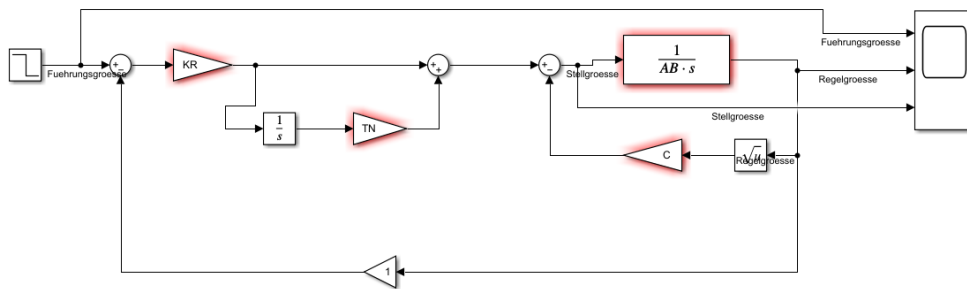 Fuehrungsgroesse
Fuehrungsgroesse
KR
1
AB · s
Stellgroesse
Regelgroesse
Stellgroesse
1
s
TN
C
√u
Regelgroesse
1